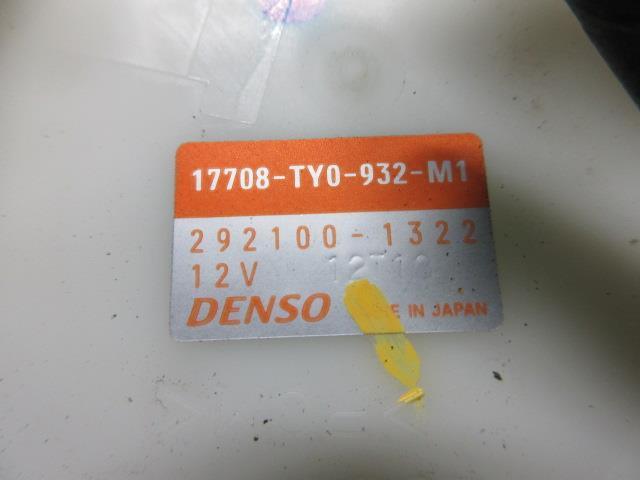 17708-TY0-932-M1
292100-1322
12V
DENSO
IN JAPAN